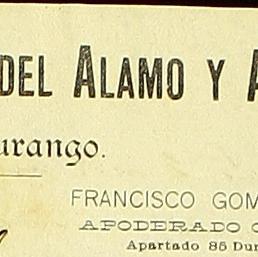 DEL ALAMO Y A
urango.
FRANCISCO GOM
APODERADO G
Apartado 85 Dur